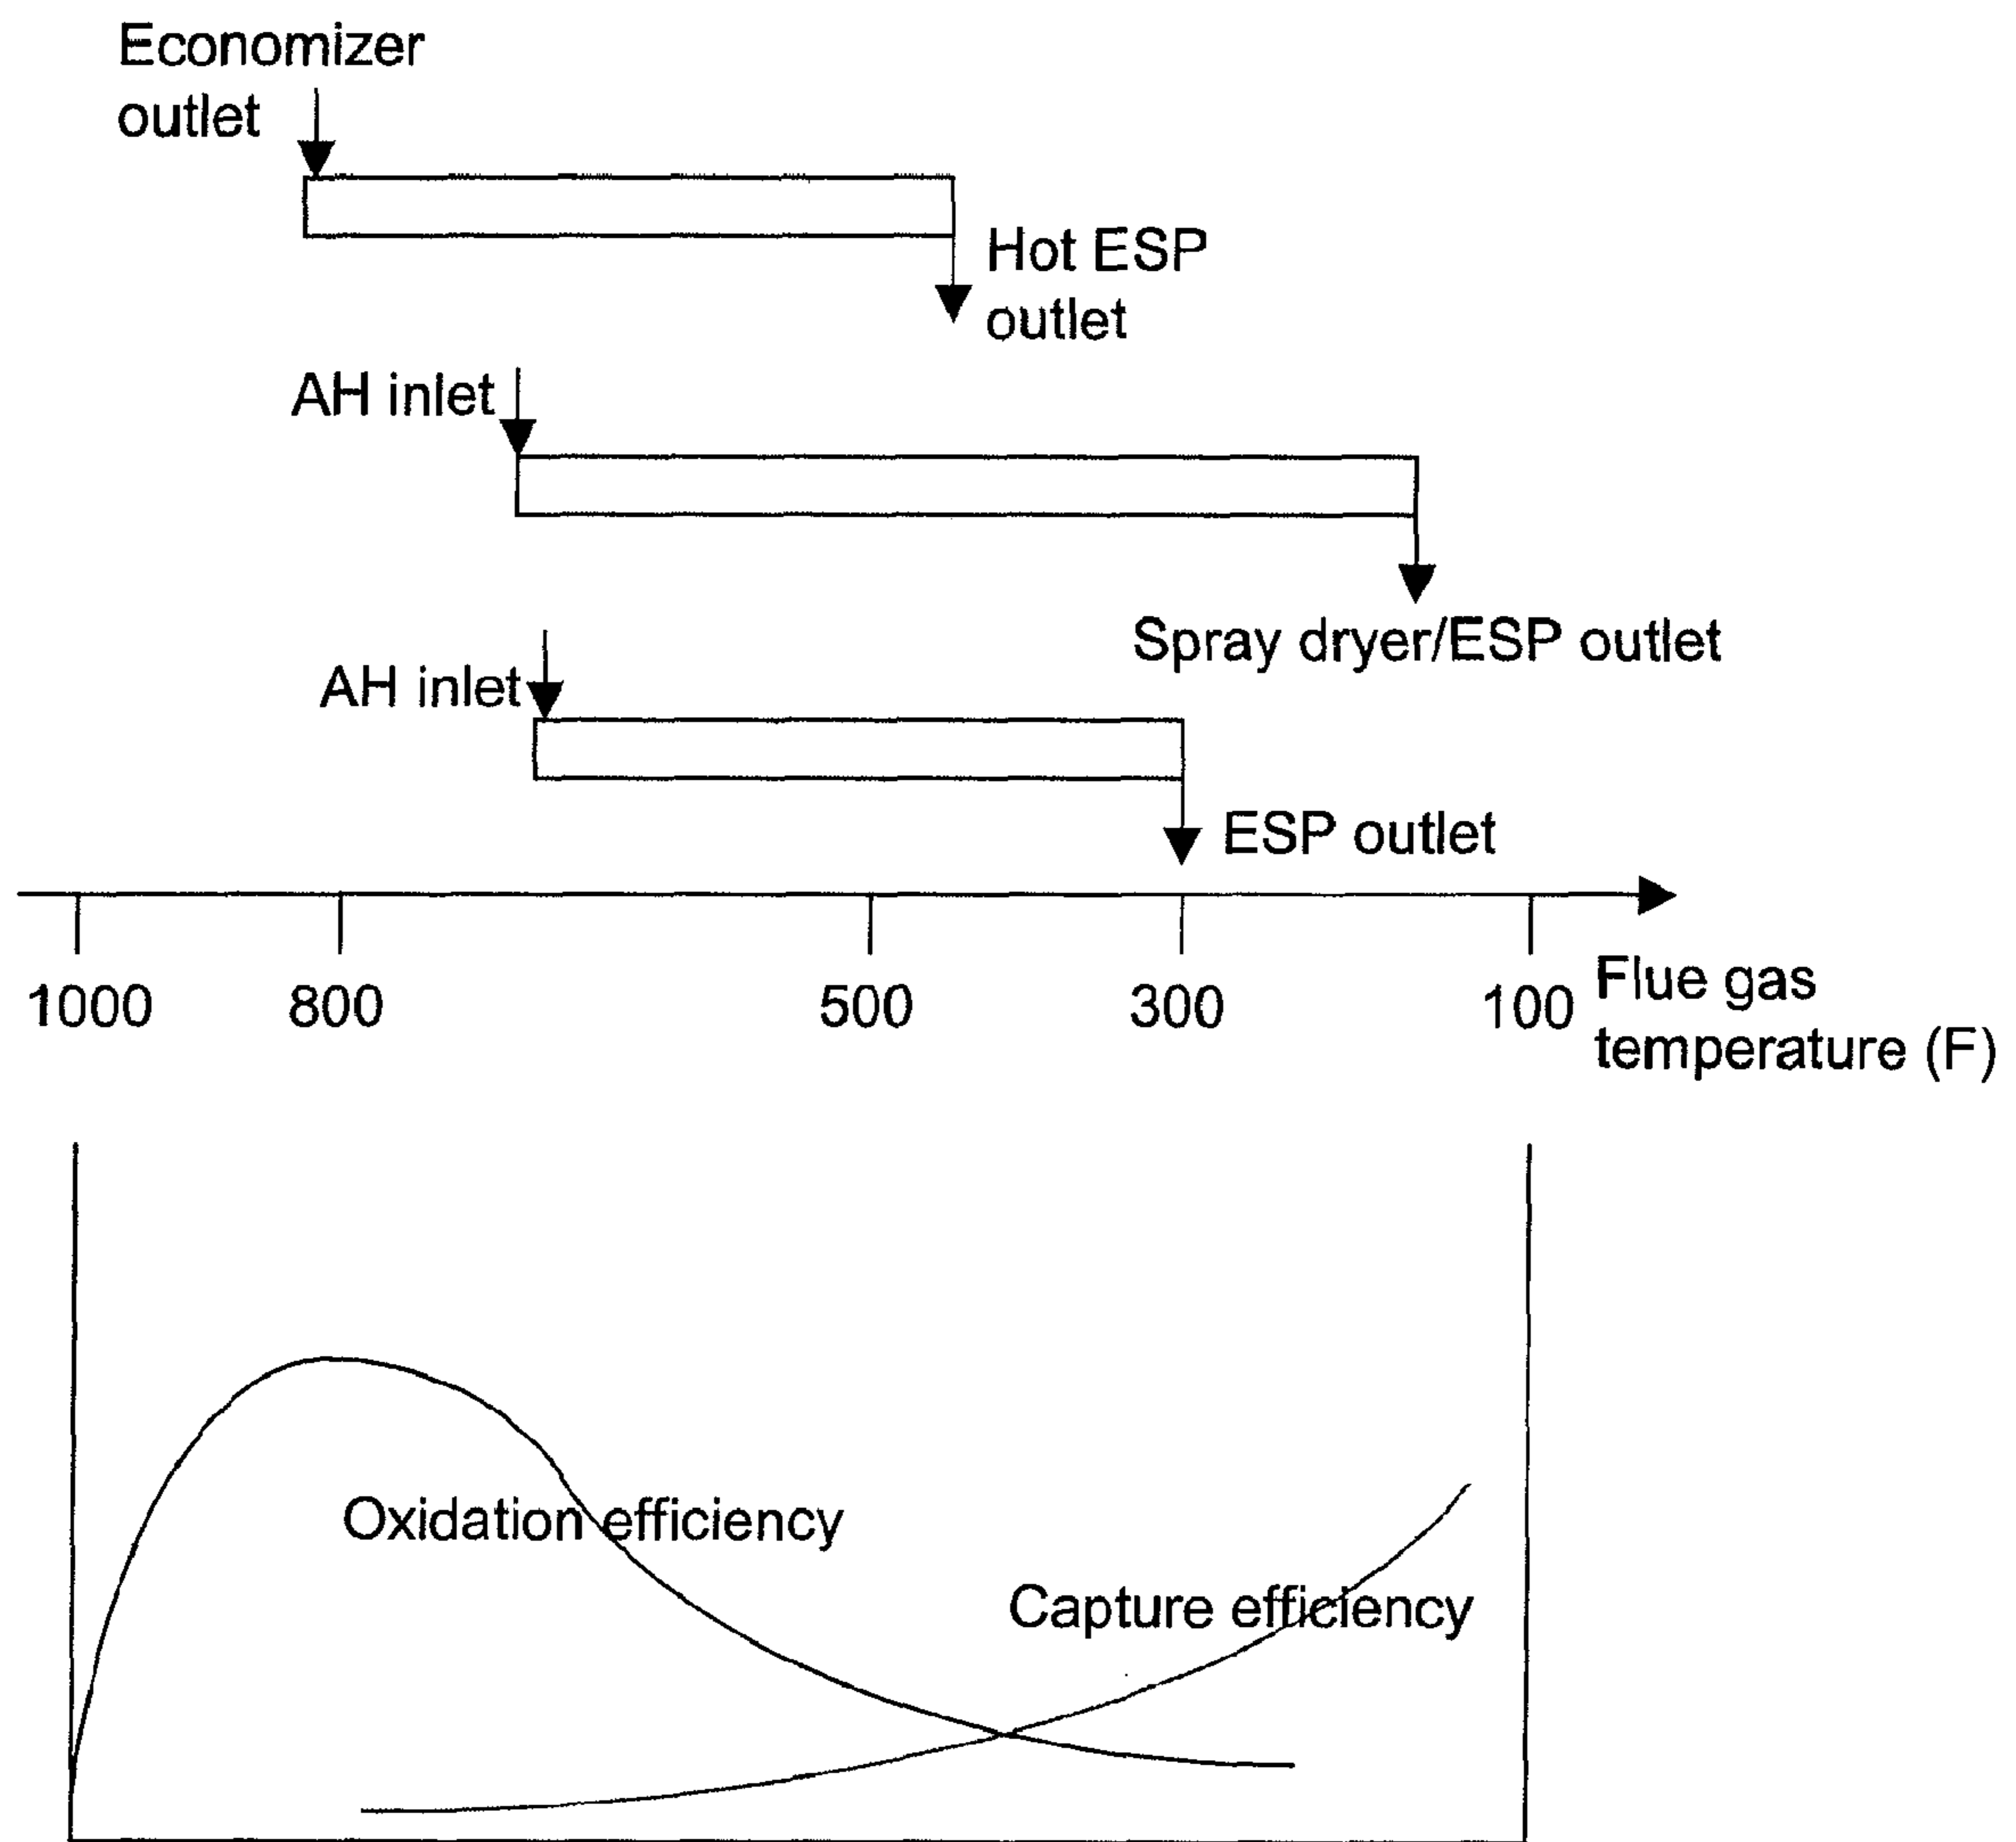 Economizer
outlet
Hot ESP
outlet
AH inlet
Spray dryer/ESP outlet
AH inlet
ESP outlet
1000 800 500 300 100
Flue gas
temperature (F)
Oxidation efficiency
Capture efficiency